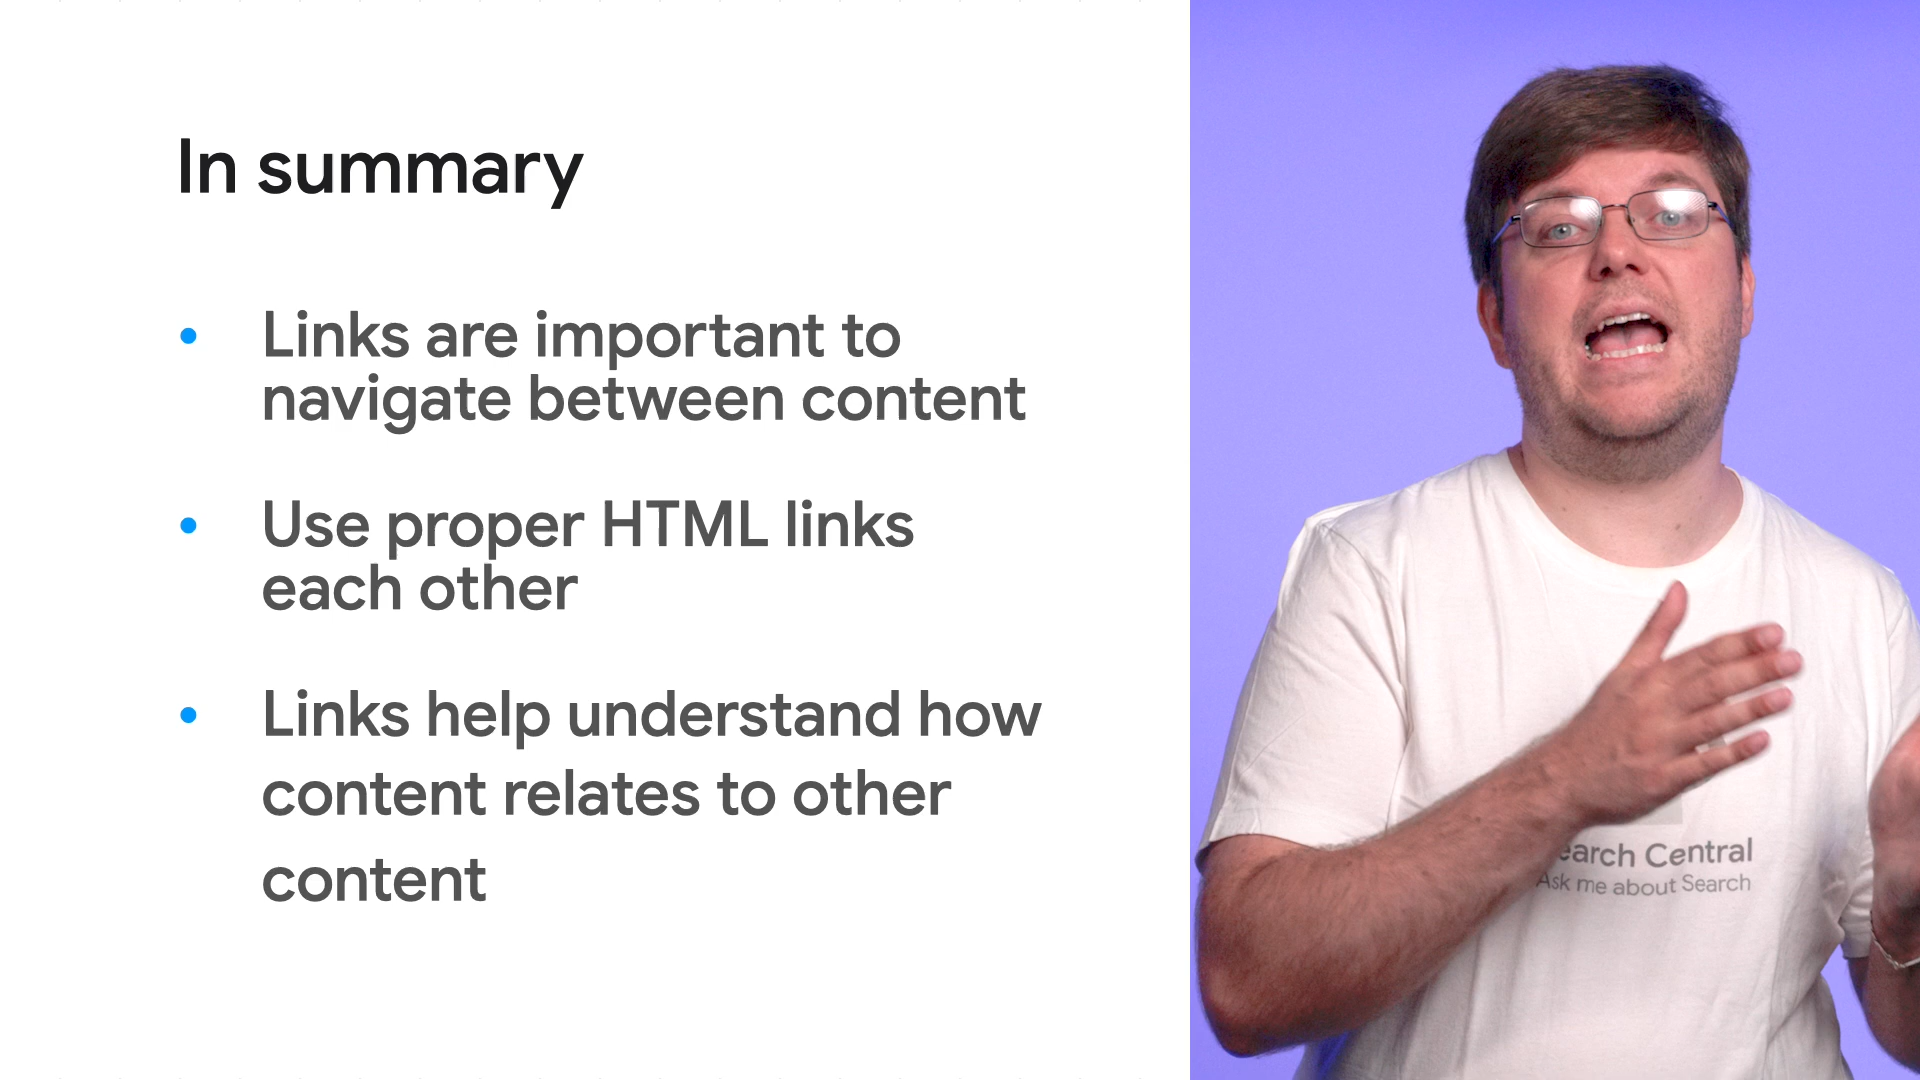 In summary
• Links are important to
navigate between content
• Use proper HTML links
each other
• Links help understand how
content relates to other
content
earch Central
Ask me about Search